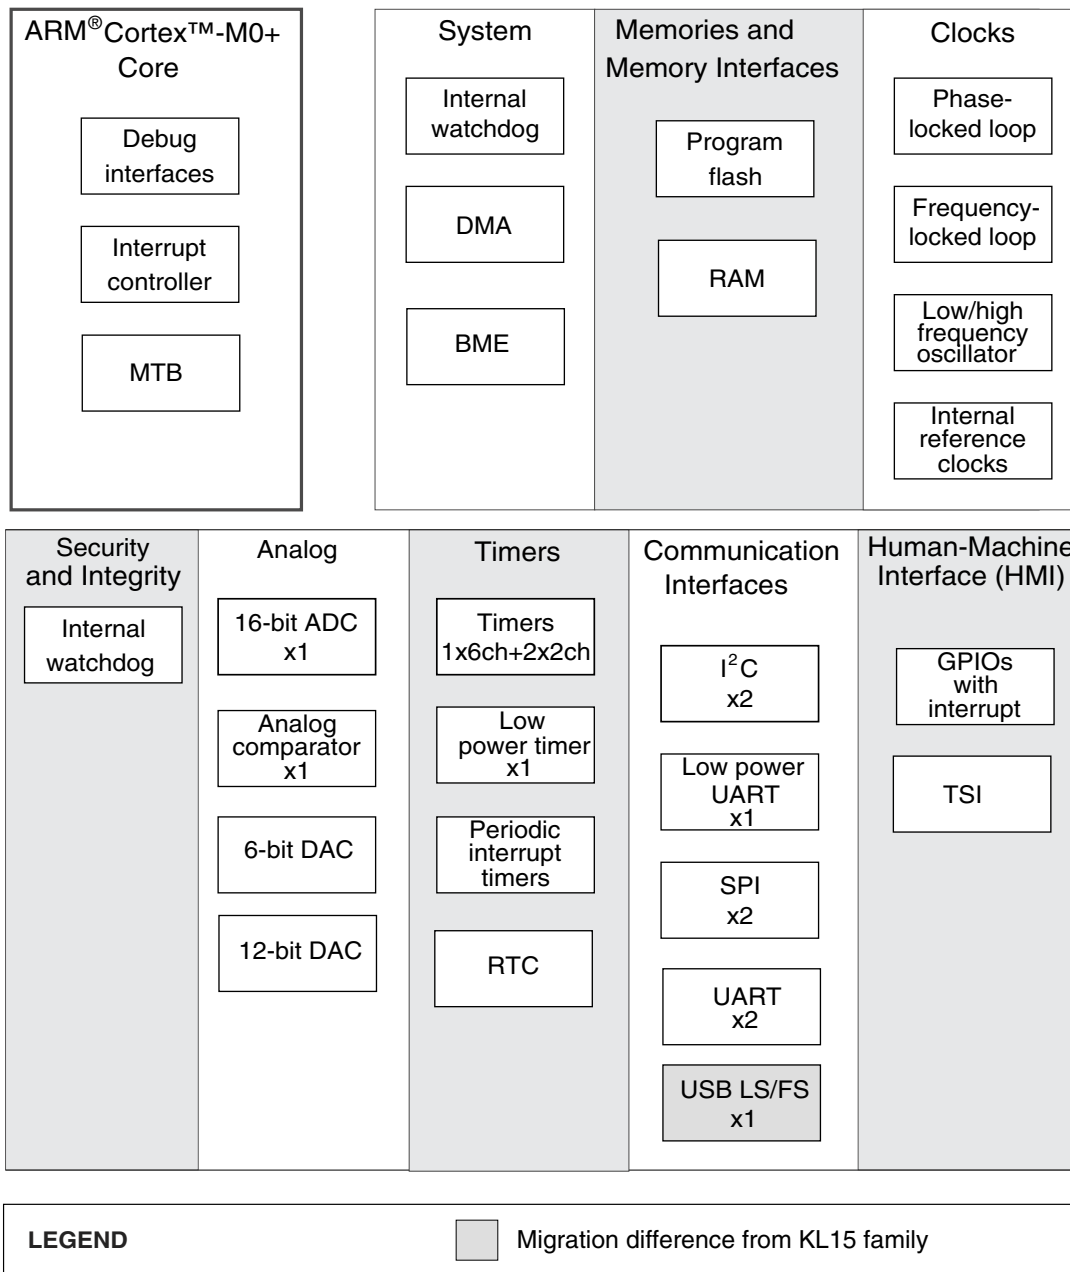 ARM®Cortex™-M0+
Core
Debug
interfaces
Interrupt
controller
MTB
System
Internal
watchdog
DMA
BME
Memories and
Memory Interfaces
Program
flash
RAM
Clocks
Phase-
locked loop
Frequency-
locked loop
Low/high
frequency
oscillator
Internal
reference
clocks
Security
and Integrity
Internal
watchdog
Analog
16-bit ADC
x1
Analog
comparator
x1
6-bit DAC
12-bit DAC
Timers
Timers
1x6ch+2x2ch
Low
power timer
x1
Periodic
interrupt
timers
RTC
Communication
Interfaces
I²C
x2
Low power
UART
x1
SPI
x2
UART
x2
USB LS/FS
x1
Human-Machine
Interface (HMI)
GPIOs
with
interrupt
TSI
LEGEND
Migration difference from KL15 family